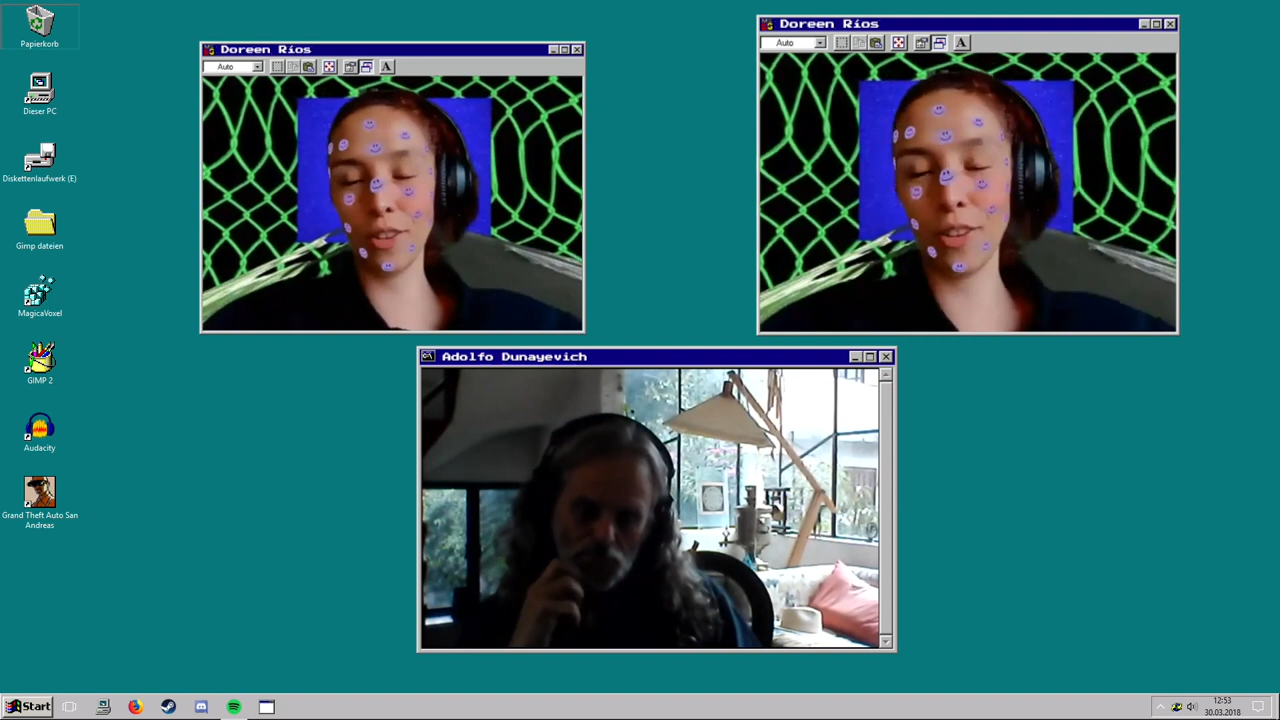 Doreen Ríos
Auto
A
Doreen Ríos
Auto
A
Adolfo Dunayevich
Papierkorb
Dieser PC
Diskettenlaufwerk (E)
Gimp dateien
MagicaVoxel
GIMP 2
Audacity
Grand Theft Auto San
Andreas
Start
12:53
30.03.2018